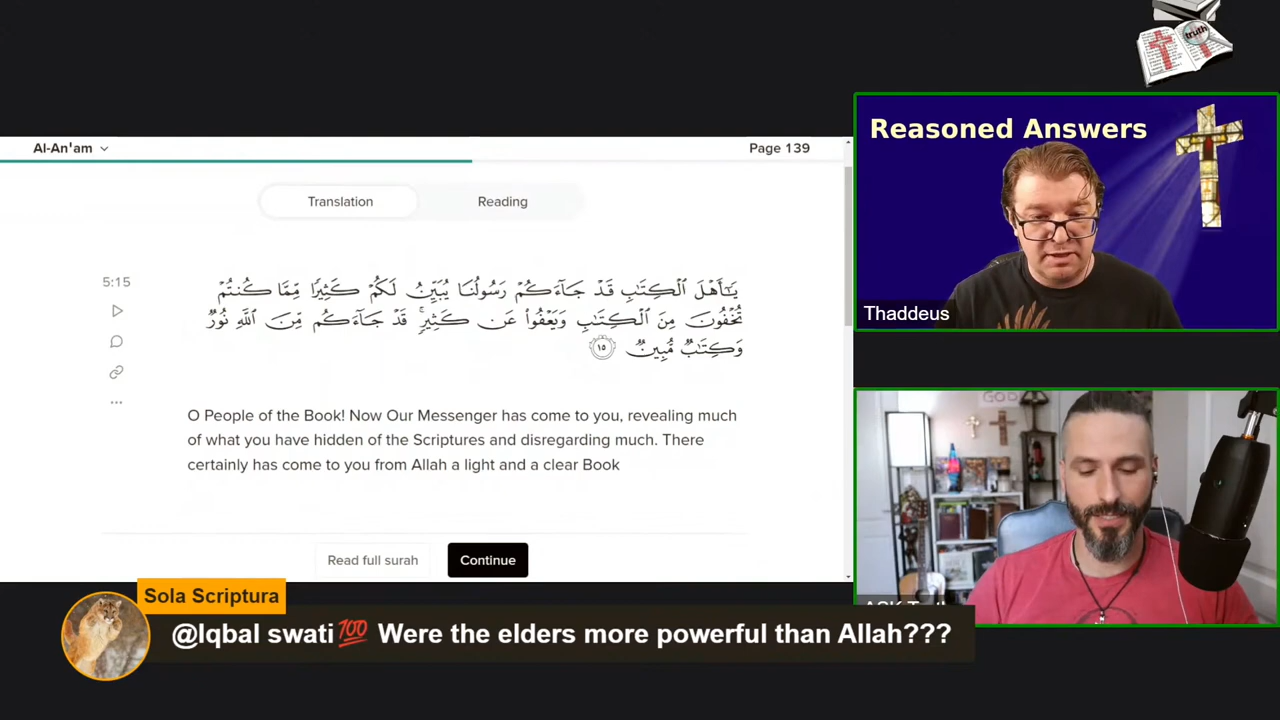 truth
Al-An'am
Page 139
Translation
Reading
5:15
يَـٰٓأَهْلَ ٱلْكِتَـٰبِ قَدْ جَآءَكُمْ رَسُولُنَا يُبَيِّنُ لَكُمْ كَثِيرًا مِّمَّا كُنتُمْ
تُخْفُونَ مِنَ ٱلْكِتَـٰبِ وَيَعْفُوا۟ عَن كَثِيرٍ ۚ قَدْ جَآءَكُم مِّنَ ٱللَّهِ نُورٌ
وَكِتَـٰبٌ مُّبِينٌ ١٥
O People of the Book! Now Our Messenger has come to you, revealing much
of what you have hidden of the Scriptures and disregarding much. There
certainly has come to you from Allah a light and a clear Book
Read full surah
Continue
Reasoned Answers
Thaddeus
GOD
Sola Scriptura
@Iqbal swati💯 Were the elders more powerful than Allah???